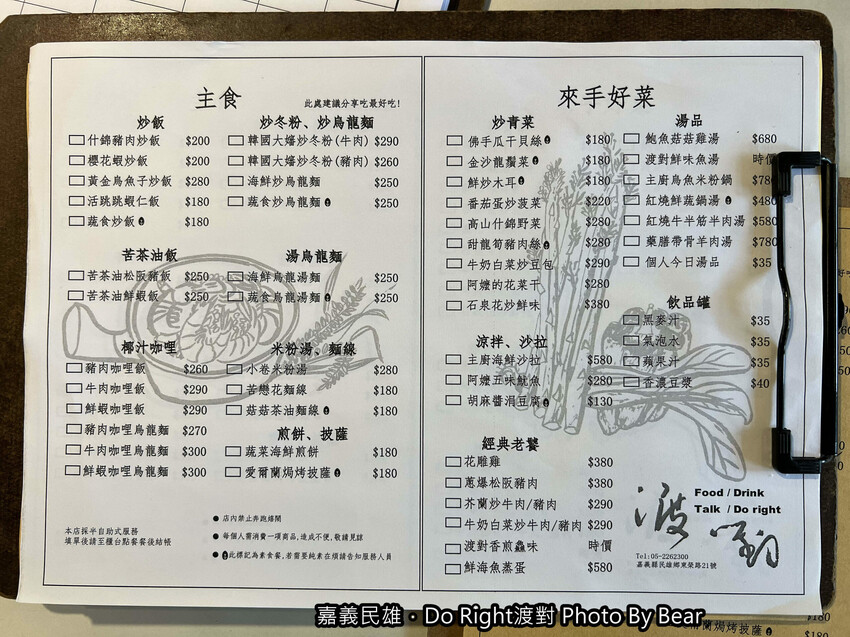 主食
此處建議分享吃最好吃!
炒飯
什錦豬肉炒飯 $200
櫻花蝦炒飯 $200
黃金烏魚子炒飯 $280
活跳跳蝦仁飯 $180
蔬食炒飯 $180
炒冬粉、炒烏龍麵
韓國大嬸炒冬粉(牛肉) $290
韓國大嬸炒冬粉(豬肉) $260
海鮮炒烏龍麵 $250
蔬食炒烏龍麵 $250
苦茶油飯
苦茶油松阪豬飯 $250
苦茶油鮮蝦飯 $250
湯烏龍麵
海鮮烏龍湯麵 $250
蔬食烏龍湯麵 $250
椰汁咖哩
豬肉咖哩飯 $260
牛肉咖哩飯 $290
鮮蝦咖哩飯 $290
豬肉咖哩烏龍麵 $270
牛肉咖哩烏龍麵 $300
鮮蝦咖哩烏龍麵 $300
米粉湯、麵線
小卷米粉湯 $280
苦戀花麵線 $180
菇菇茶油麵線 $180
煎餅、披薩
蔬菜海鮮煎餅 $180
愛爾蘭焗烤披薩 $180
本店採半自助式服務
填單後請至櫃台點餐餐後結帳
● 店內禁止奔跑嬉鬧
● 每個人需消費一項商品,造成不便,敬請見諒
● 此標記為素食餐,若需要純素在煩請告知服務人員
來手好菜
炒青菜
佛手瓜干貝絲 $180
金沙龍鬚菜 $180
鮮炒木耳 $180
番茄蛋炒菠菜 $220
高山什錦野菜 $280
甜龍筍豬肉絲 $280
牛奶白菜炒豆包 $290
阿嬤的花菜干 $280
石泉花炒鮮味 $380
涼拌、沙拉
主廚海鮮沙拉 $580
阿嬤五味魷魚 $280
胡麻醬涓豆腐 $130
經典老饕
花雕雞 $380
蔥爆松阪豬肉 $380
芥蘭炒牛肉/豬肉 $290
牛奶白菜炒牛肉/豬肉 $290
渡對香煎鱻味 時價
鮮海魚蒸蛋 $580
湯品
鮑魚菇菇雞湯 $680
渡對鮮味魚湯 時價
主廚烏魚米粉鍋 $780
紅燒鮮蔬鍋湯 $480
紅燒牛半筋半肉湯 $580
藥膳帶骨羊肉湯 $780
個人今日湯品 $35
飲品罐
黑麥汁 $35
氣泡水 $35
蘋果汁 $35
香濃豆漿 $40
渡對
Food / Drink
Talk / Do right
Tel:05-2262300
嘉義縣民雄鄉東榮路21號
爾蘭焗烤披薩 $180
嘉義民雄・Do Right渡對 Photo By Bear